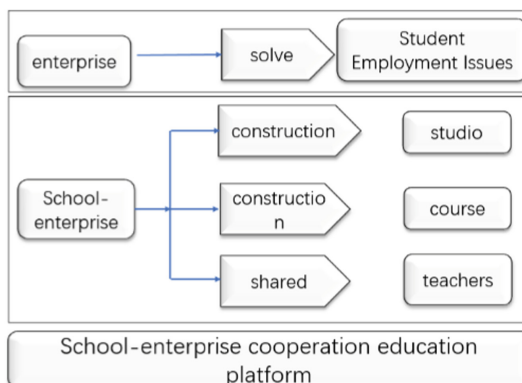 enterprise
solve
Student
Employment Issues
School-
enterprise
construction
studio
constructio
n
course
shared
teachers
School-enterprise cooperation education
platform